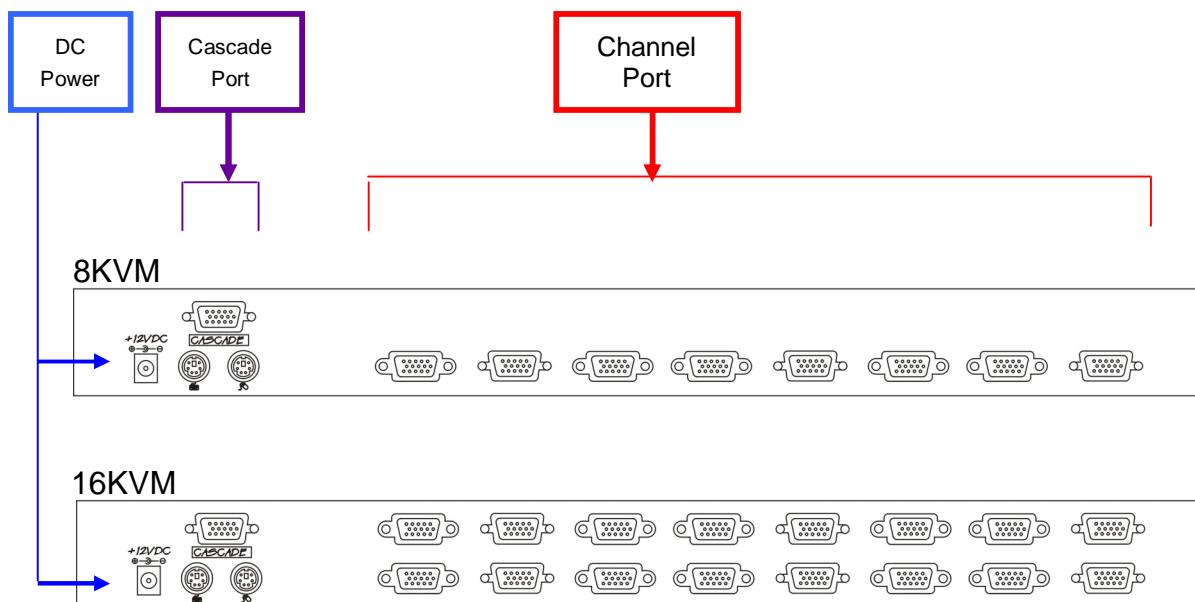 DC
Power
Cascade
Port
Channel
Port
8KVM
+12VDC
CASCADE
16KVM
+12VDC
CASCADE